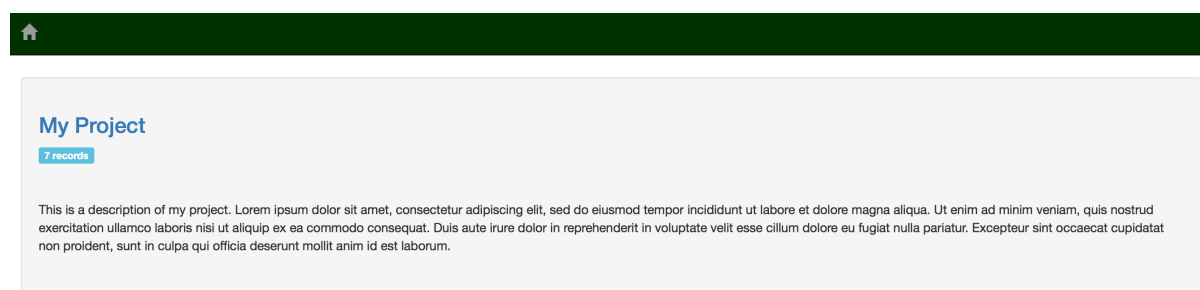 My Project
7 records
This is a description of my project. Lorem ipsum dolor sit amet, consectetur adipiscing elit, sed do eiusmod tempor incididunt ut labore et dolore magna aliqua. Ut enim ad minim veniam, quis nostrud
exercitation ullamco laboris nisi ut aliquip ex ea commodo consequat. Duis aute irure dolor in reprehenderit in voluptate velit esse cillum dolore eu fugiat nulla pariatur. Excepteur sint occaecat cupidatat
non proident, sunt in culpa qui officia deserunt mollit anim id est laborum.